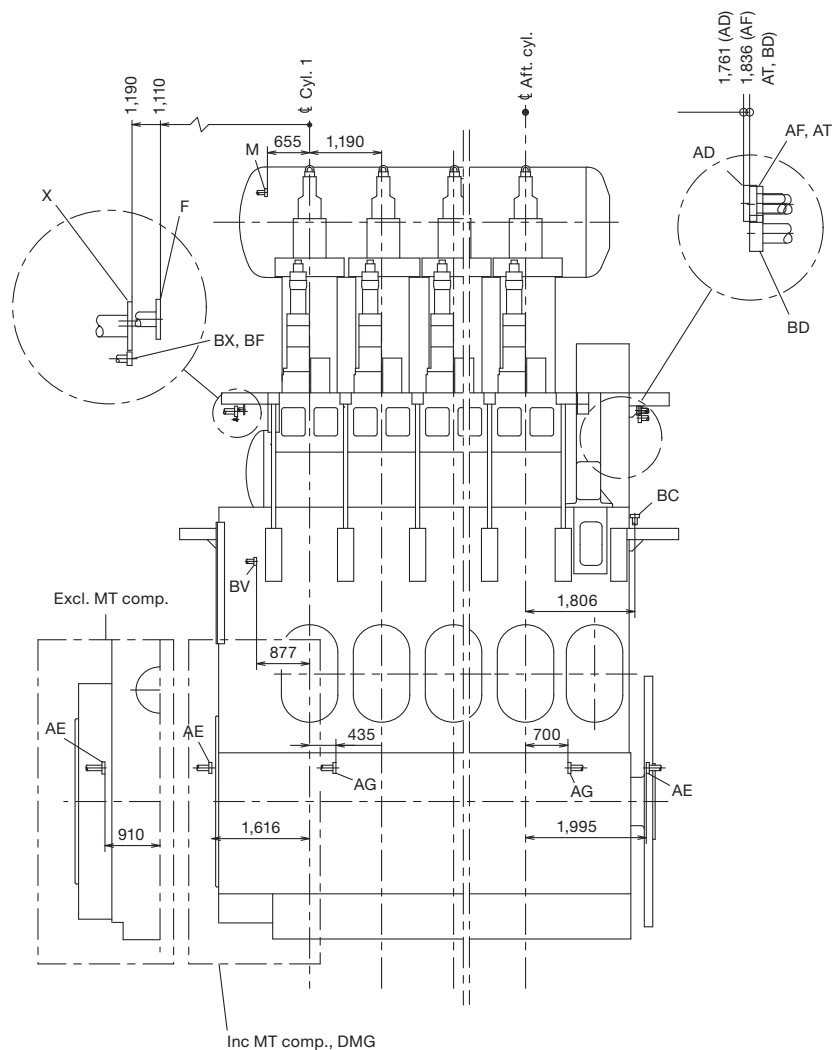 1,190
1,110
℄ Cyl. 1
℄ Aft. cyl.
1,761 (AD)
1,836 (AF)
AT, BD)
655
1,190
M
AF, AT
AD
X
F
BX, BF
BD
BC
BV
1,806
Excl. MT comp.
877
AE
AE
435
700
AG
AG
AE
910
1,616
1,995
Inc MT comp., DMG